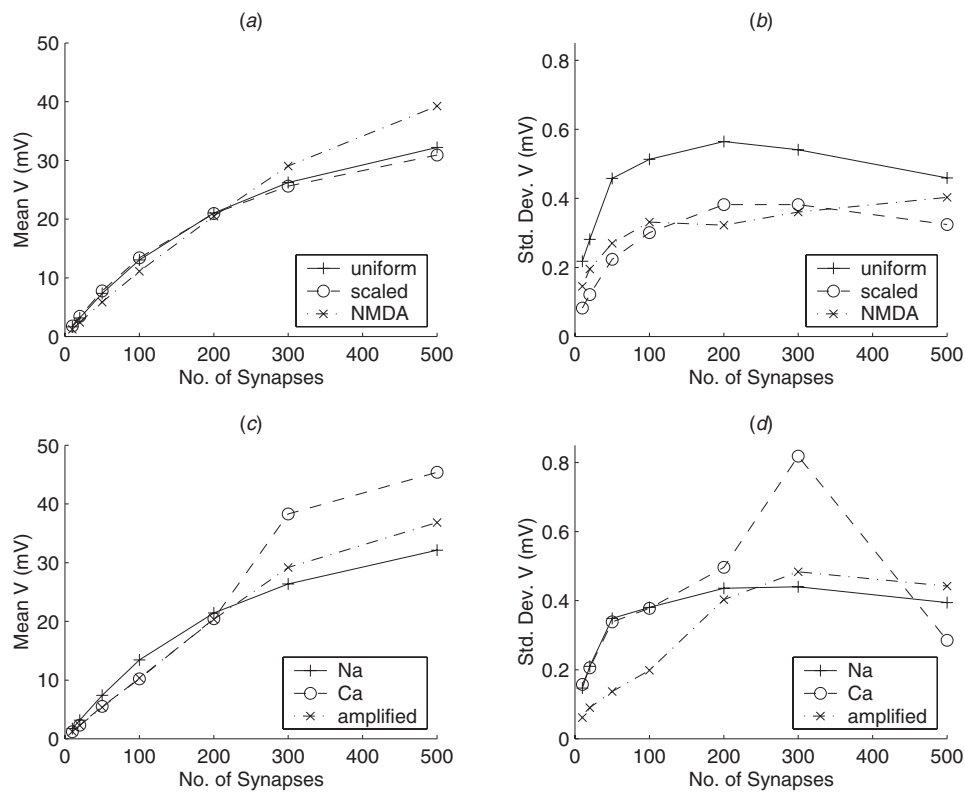 (a)
Mean V (mV)
50
40
30
20
10
0
0 100 200 300 400 500
No. of Synapses
uniform
scaled
NMDA
(b)
Std. Dev. V (mV)
0.8
0.6
0.4
0.2
0
0 100 200 300 400 500
No. of Synapses
uniform
scaled
NMDA
(c)
Mean V (mV)
50
40
30
20
10
0
0 100 200 300 400 500
No. of Synapses
Na
Ca
amplified
(d)
Std. Dev. V (mV)
0.8
0.6
0.4
0.2
0
0 100 200 300 400 500
No. of Synapses
Na
Ca
amplified